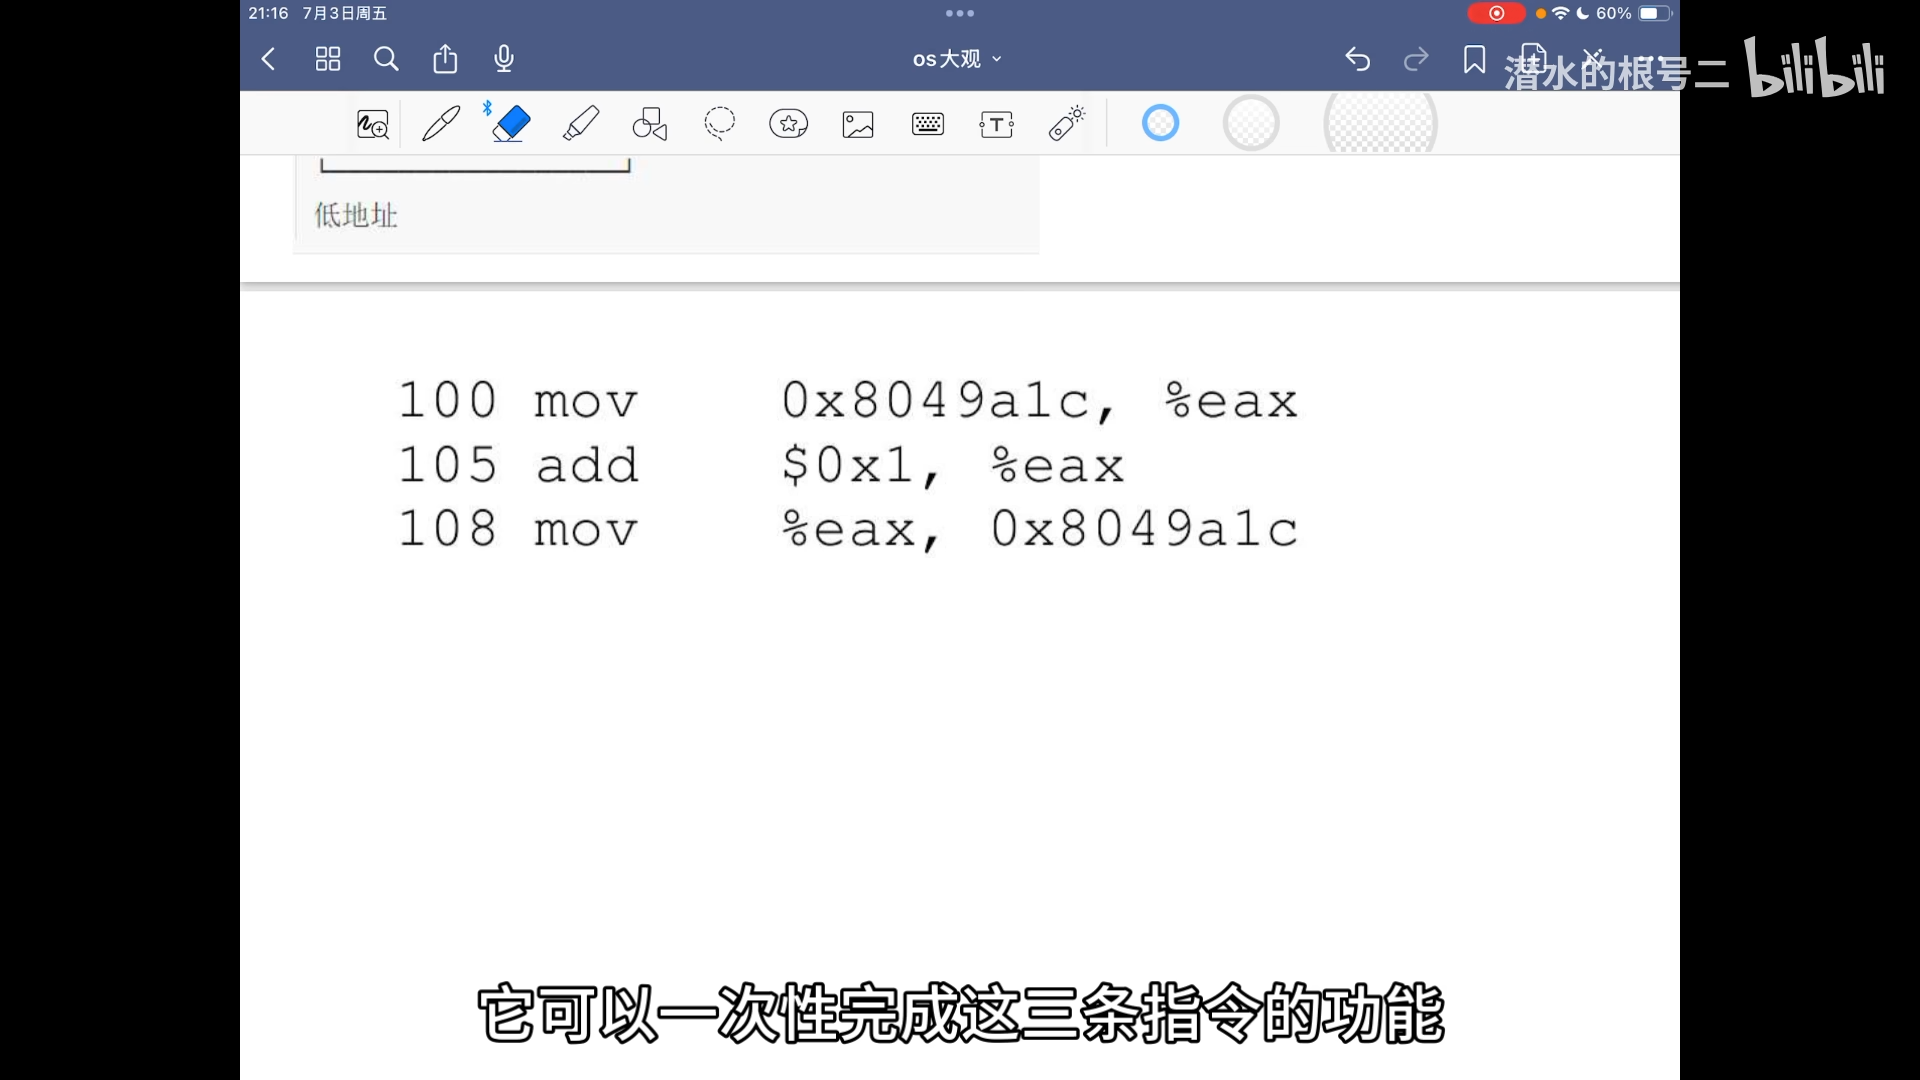 21:16 7月3日周五
60%
os大观
潜水的根号二 bilibili
低地址
100 mov 0x8049a1c, %eax
105 add $0x1, %eax
108 mov %eax, 0x8049a1c
它可以一次性完成这三条指令的功能